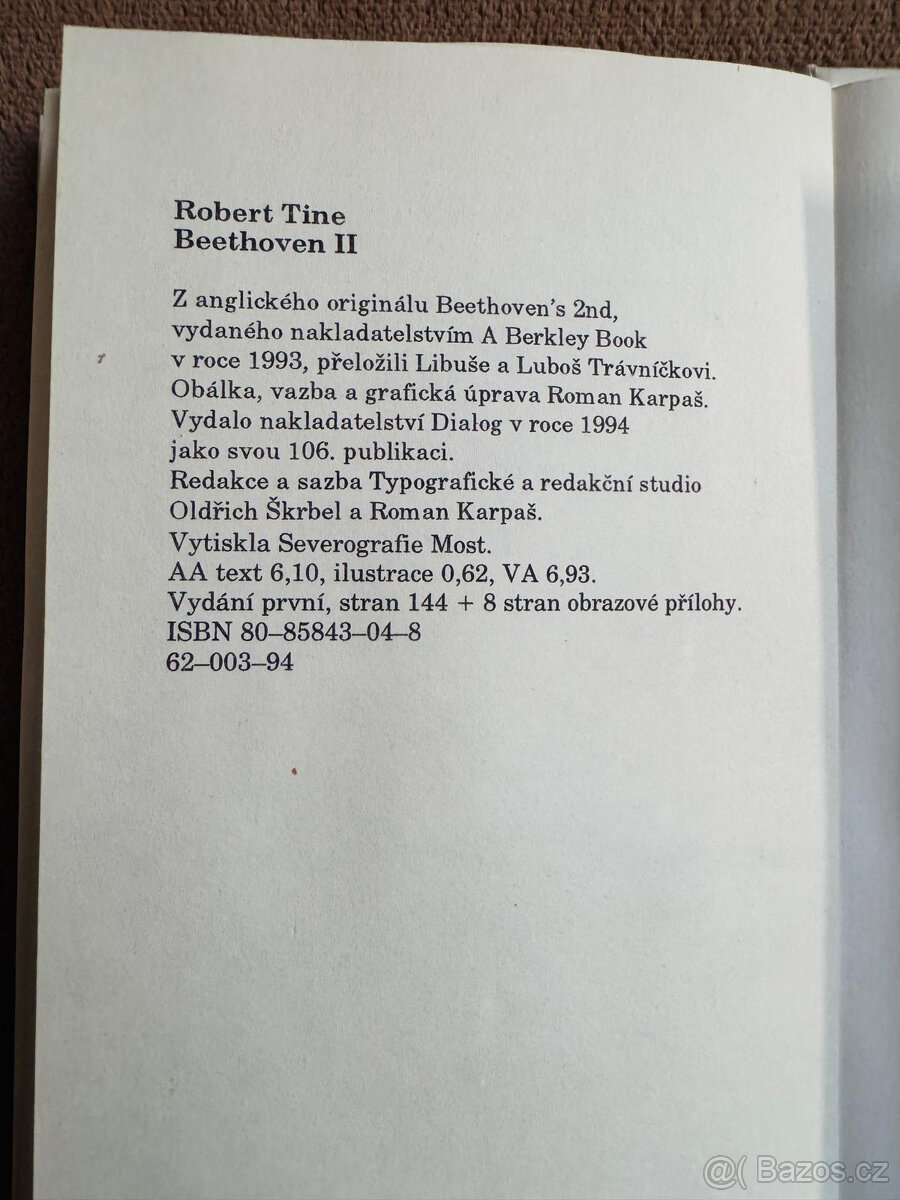 Robert Tine
Beethoven II
Z anglického originálu Beethoven's 2nd,
vydaného nakladatelstvím A Berkley Book
v roce 1993, přeložili Libuše a Luboš Trávníčkovi.
Obálka, vazba a grafická úprava Roman Karpaš.
Vydalo nakladatelství Dialog v roce 1994
jako svou 106. publikaci.
Redakce a sazba Typografické a redakční studio
Oldřich Škrbel a Roman Karpaš.
Vytiskla Severografie Most.
AA text 6,10, ilustrace 0,62, VA 6,93.
Vydání první, stran 144 + 8 stran obrazové přílohy.
ISBN 80–85843–04–8
62–003–94
@( Bazos.cz